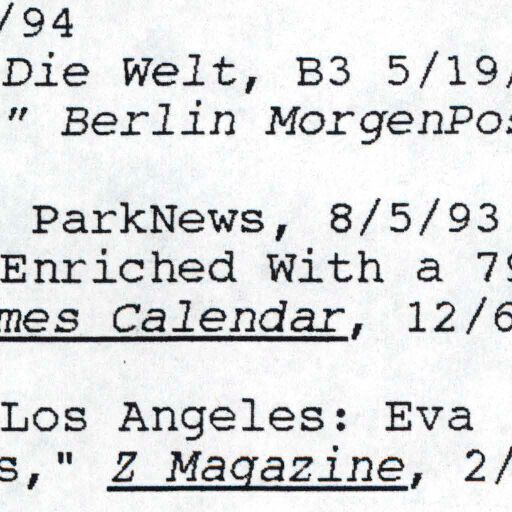 /94
Die Welt, B3 5/19/
" Berlin MorgenPos
ParkNews, 8/5/93
Enriched With a 79
mes Calendar, 12/6
Los Angeles: Eva
s," Z Magazine, 2/